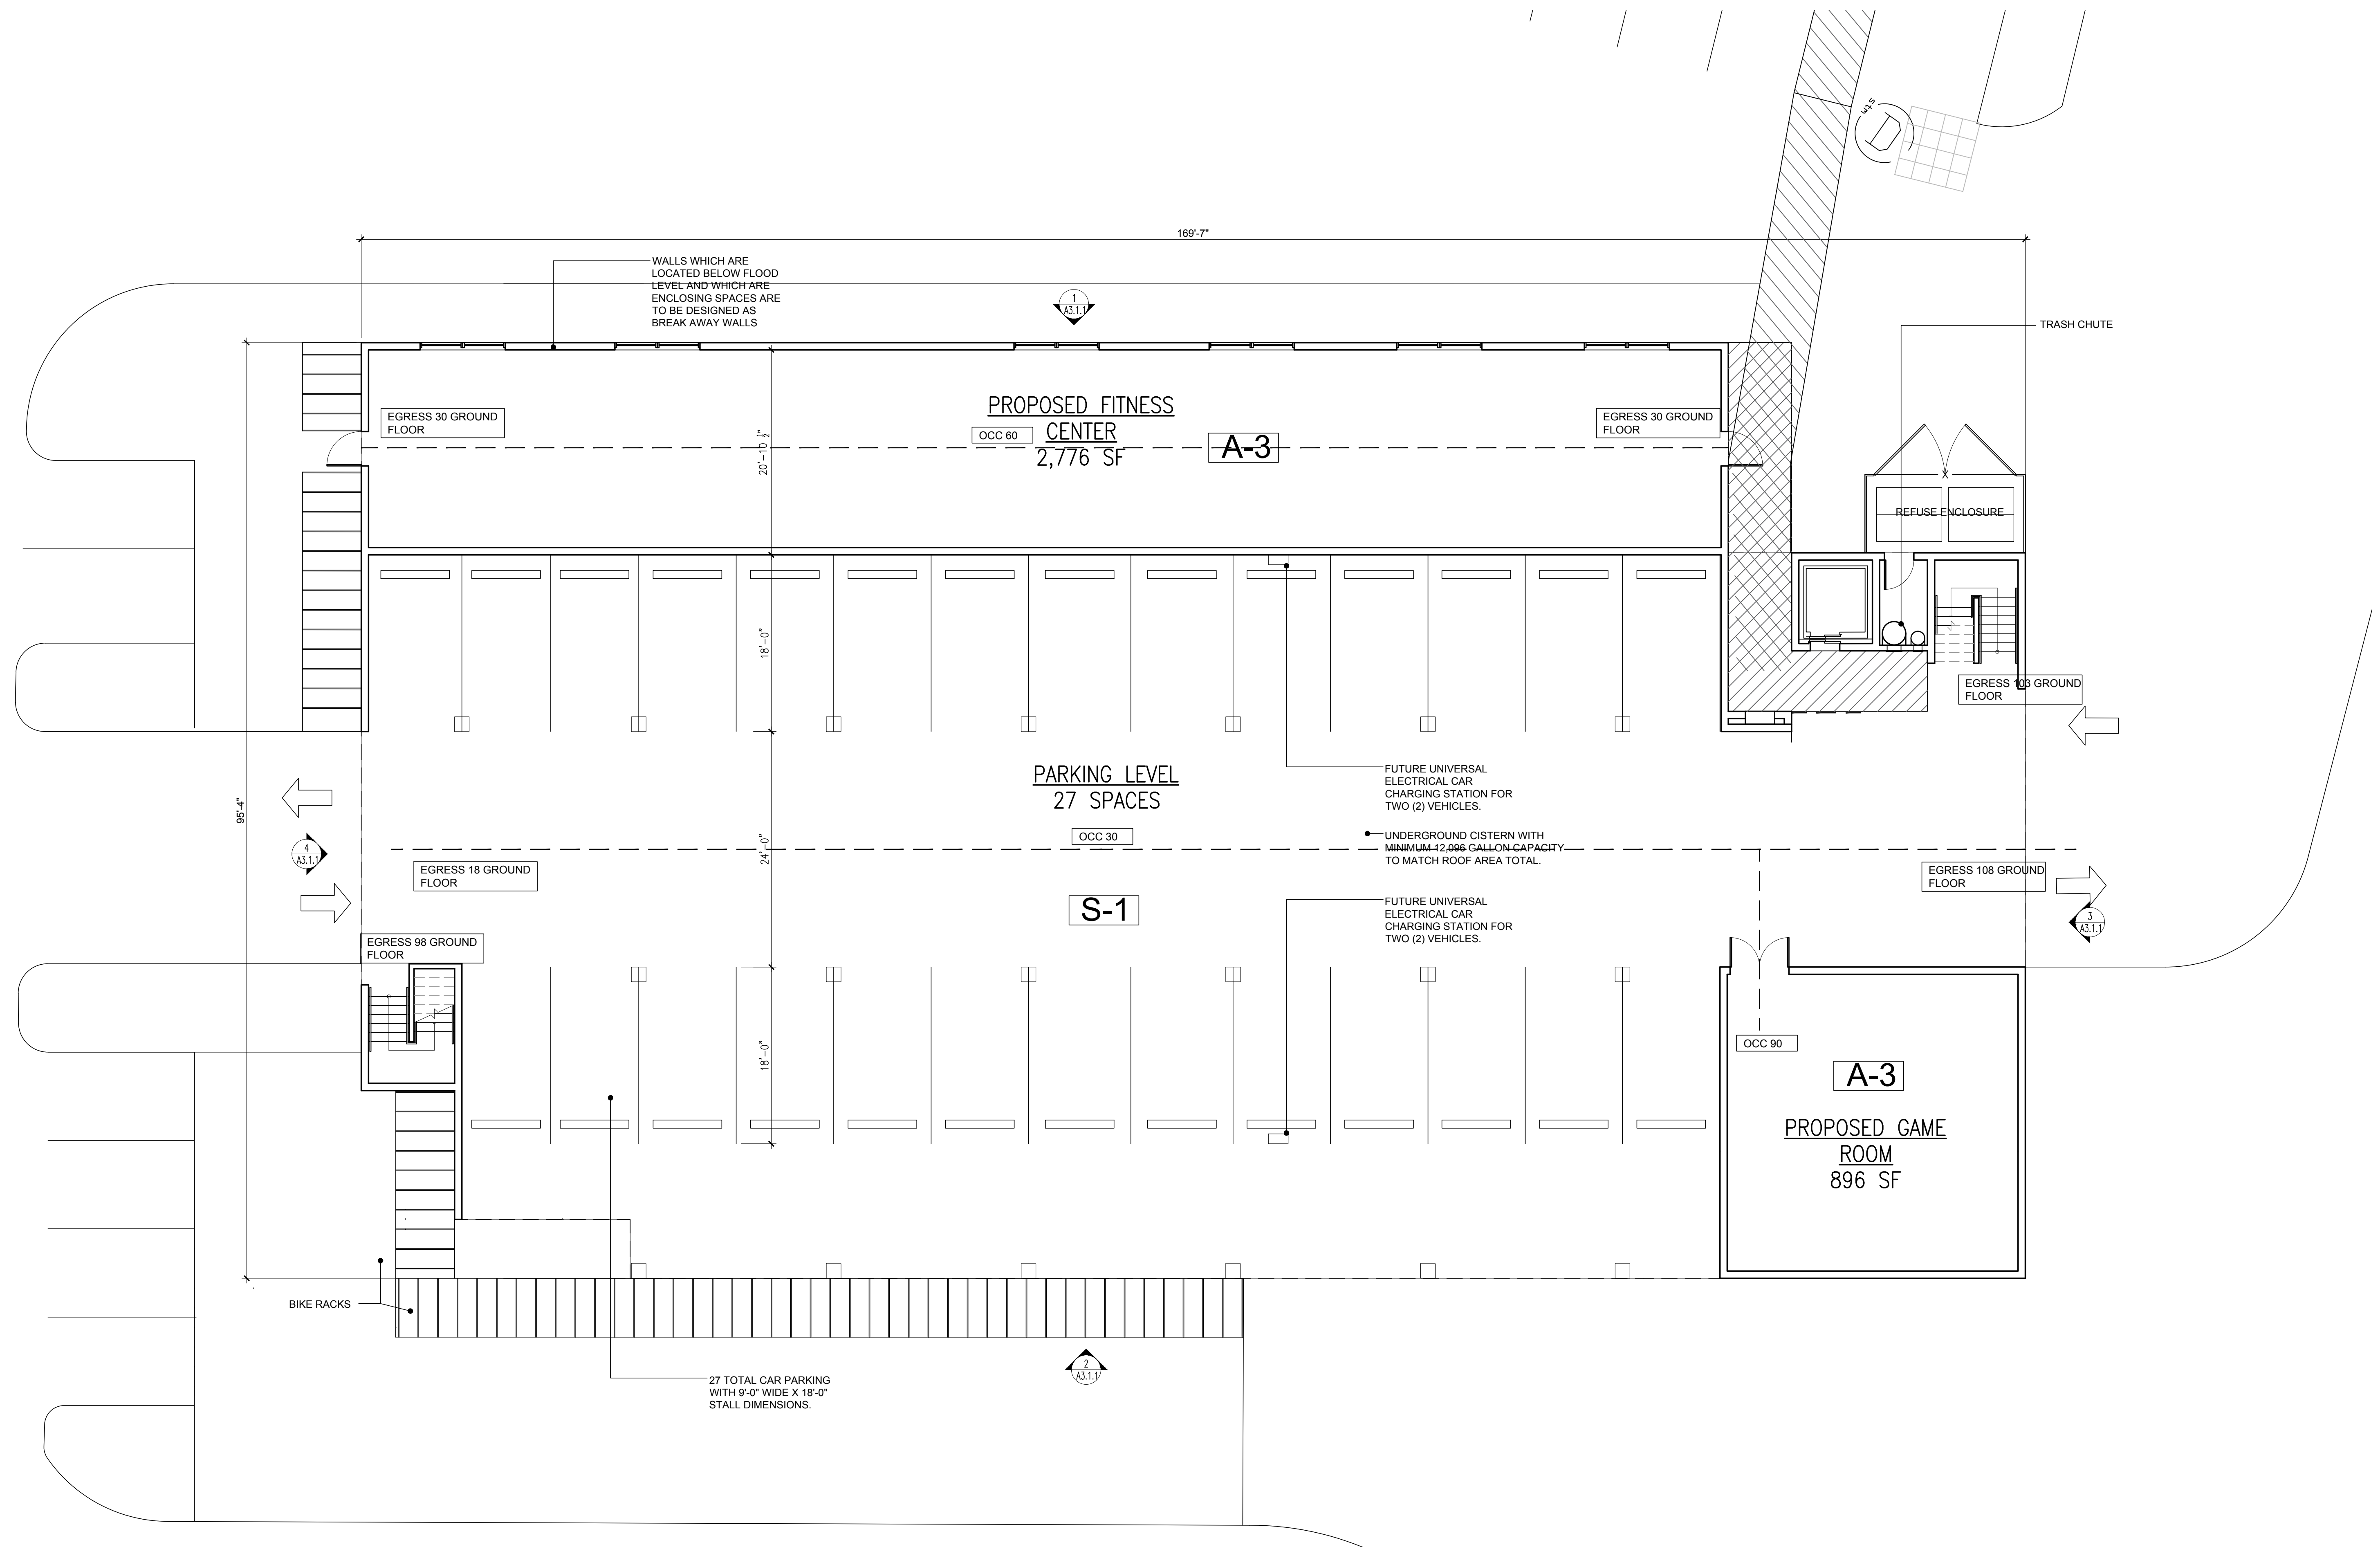 STM
169'-7"
WALLS WHICH ARE
LOCATED BELOW FLOOD
LEVEL AND WHICH ARE
ENCLOSING SPACES ARE
TO BE DESIGNED AS
BREAK AWAY WALLS
1
A3.1.1
TRASH CHUTE
EGRESS 30 GROUND
FLOOR
PROPOSED FITNESS
CENTER
2,776 SF
OCC 60
A-3
EGRESS 30 GROUND
FLOOR
20'-10 1/2"
X
REFUSE ENCLOSURE
18'-0"
EGRESS 103 GROUND
FLOOR
PARKING LEVEL
27 SPACES
FUTURE UNIVERSAL
ELECTRICAL CAR
CHARGING STATION FOR
TWO (2) VEHICLES.
95'-4"
OCC 30
24'-0"
UNDERGROUND CISTERN WITH
MINIMUM 12,096 GALLON CAPACITY
TO MATCH ROOF AREA TOTAL.
4
A3.1.1
EGRESS 18 GROUND
FLOOR
EGRESS 108 GROUND
FLOOR
S-1
FUTURE UNIVERSAL
ELECTRICAL CAR
CHARGING STATION FOR
TWO (2) VEHICLES.
3
A3.1.1
EGRESS 98 GROUND
FLOOR
18'-0"
OCC 90
A-3
PROPOSED GAME
ROOM
896 SF
BIKE RACKS
2
A3.1.1
27 TOTAL CAR PARKING
WITH 9'-0" WIDE X 18'-0"
STALL DIMENSIONS.